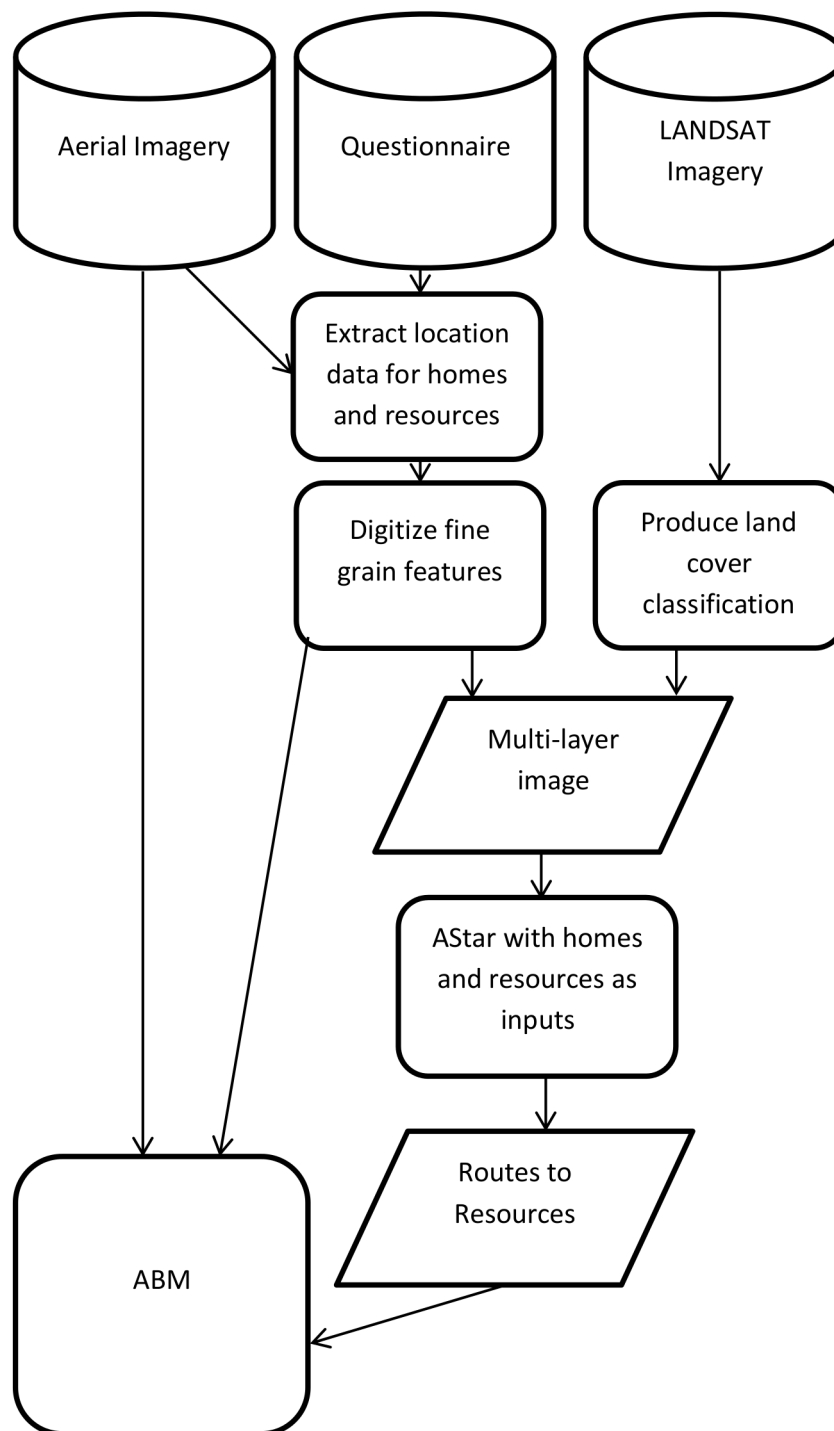 Aerial Imagery
Questionnaire
LANDSAT
Imagery
Extract location
data for homes
and resources
Digitize fine
grain features
Produce land
cover
classification
Multi-layer
image
AStar with homes
and resources as
inputs
Routes to
Resources
ABM